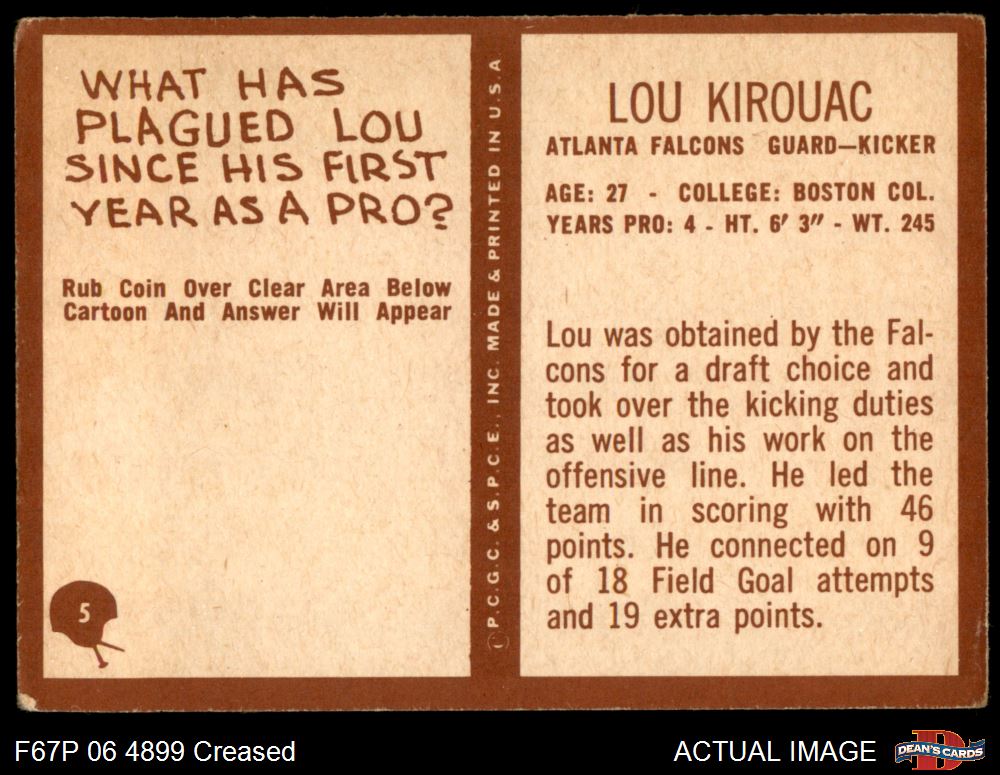 WHAT HAS
PLAGUED LOU
SINCE HIS FIRST
YEAR AS A PRO?
Rub Coin Over Clear Area Below
Cartoon And Answer Will Appear
5
©P.C.G.C. & S.P.C.E., INC. MADE & PRINTED IN U.S.A
LOU KIROUAC
ATLANTA FALCONS GUARD—KICKER
AGE: 27 - COLLEGE: BOSTON COL.
YEARS PRO: 4 - HT. 6' 3" - WT. 245
Lou was obtained by the Fal-
cons for a draft choice and
took over the kicking duties
as well as his work on the
offensive line. He led the
team in scoring with 46
points. He connected on 9
of 18 Field Goal attempts
and 19 extra points.
F67P 06 4899 Creased
ACTUAL IMAGE
DEAN'S CARDS